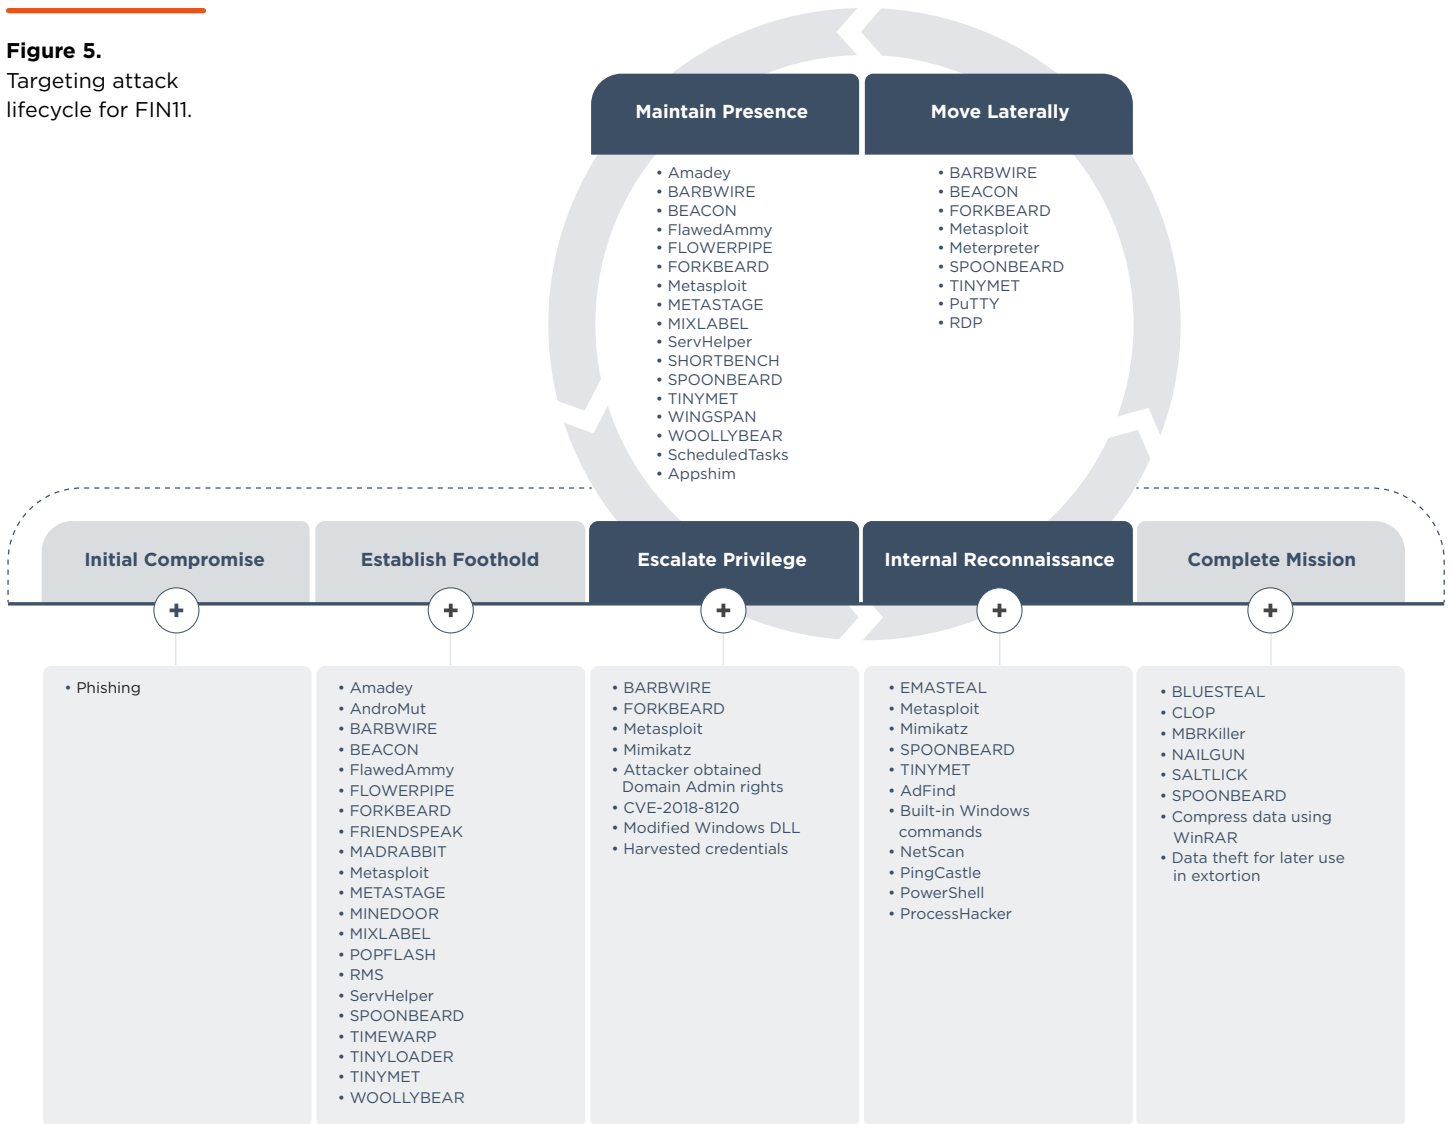 Figure 5.
Targeting attack
lifecycle for FIN11.
Maintain Presence
• Amadey
• BARBWIRE
• BEACON
• FlawedAmmy
• FLOWERPIPE
• FORKBEARD
• Metasploit
• METASTAGE
• MIXLABEL
• ServHelper
• SHORTBENCH
• SPOONBEARD
• TINYMET
• WINGSPAN
• WOOLLYBEAR
• ScheduledTasks
• Appshim
Move Laterally
• BARBWIRE
• BEACON
• FORKBEARD
• Metasploit
• Meterpreter
• SPOONBEARD
• TINYMET
• PuTTY
• RDP
Initial Compromise
+
• Phishing
Establish Foothold
+
• Amadey
• AndroMut
• BARBWIRE
• BEACON
• FlawedAmmy
• FLOWERPIPE
• FORKBEARD
• FRIENDSPEAK
• MADRABBIT
• Metasploit
• METASTAGE
• MINEDOOR
• MIXLABEL
• POPFLASH
• RMS
• ServHelper
• SPOONBEARD
• TIMEWARP
• TINYLOADER
• TINYMET
• WOOLLYBEAR
Escalate Privilege
+
• BARBWIRE
• FORKBEARD
• Metasploit
• Mimikatz
• Attacker obtained
Domain Admin rights
• CVE-2018-8120
• Modified Windows DLL
• Harvested credentials
Internal Reconnaissance
+
• EMASTEAL
• Metasploit
• Mimikatz
• SPOONBEARD
• TINYMET
• AdFind
• Built-in Windows
commands
• NetScan
• PingCastle
• PowerShell
• ProcessHacker
Complete Mission
+
• BLUESTEAL
• CLOP
• MBRKiller
• NAILGUN
• SALTLICK
• SPOONBEARD
• Compress data using
WinRAR
• Data theft for later use
in extortion